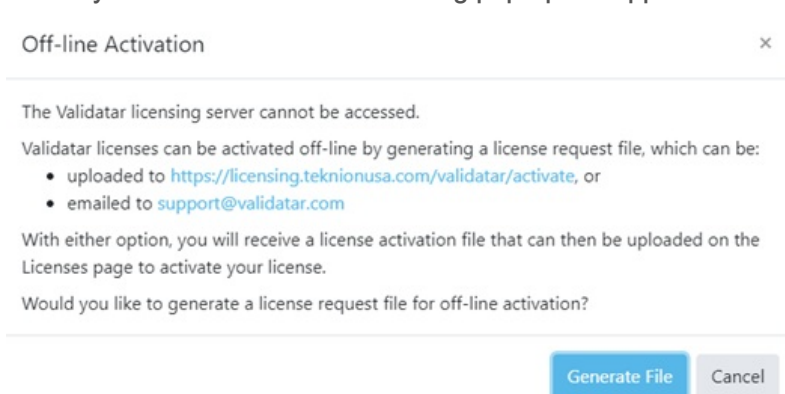 Off-line Activation
×
The Validatar licensing server cannot be accessed.
Validatar licenses can be activated off-line by generating a license request file, which can be:
• uploaded to https://licensing.teknionusa.com/validatar/activate, or
• emailed to support@validatar.com
With either option, you will receive a license activation file that can then be uploaded on the
Licenses page to activate your license.
Would you like to generate a license request file for off-line activation?
Generate File Cancel